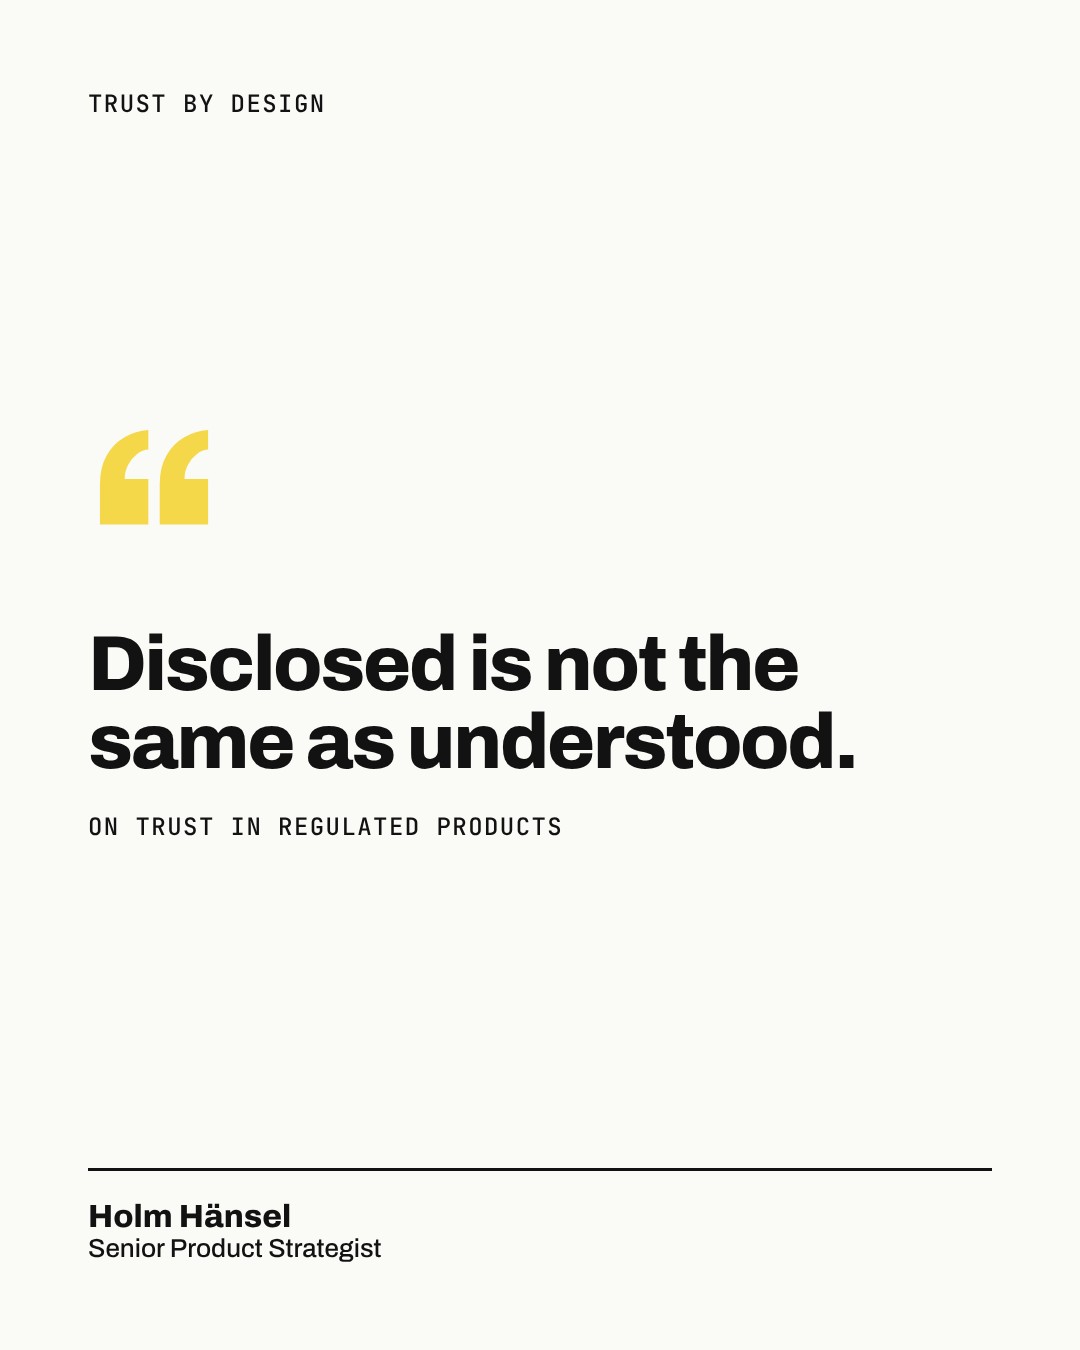 TRUST BY DESIGN
“
Disclosed is not the
same as understood.
ON TRUST IN REGULATED PRODUCTS
Holm Hänsel
Senior Product Strategist